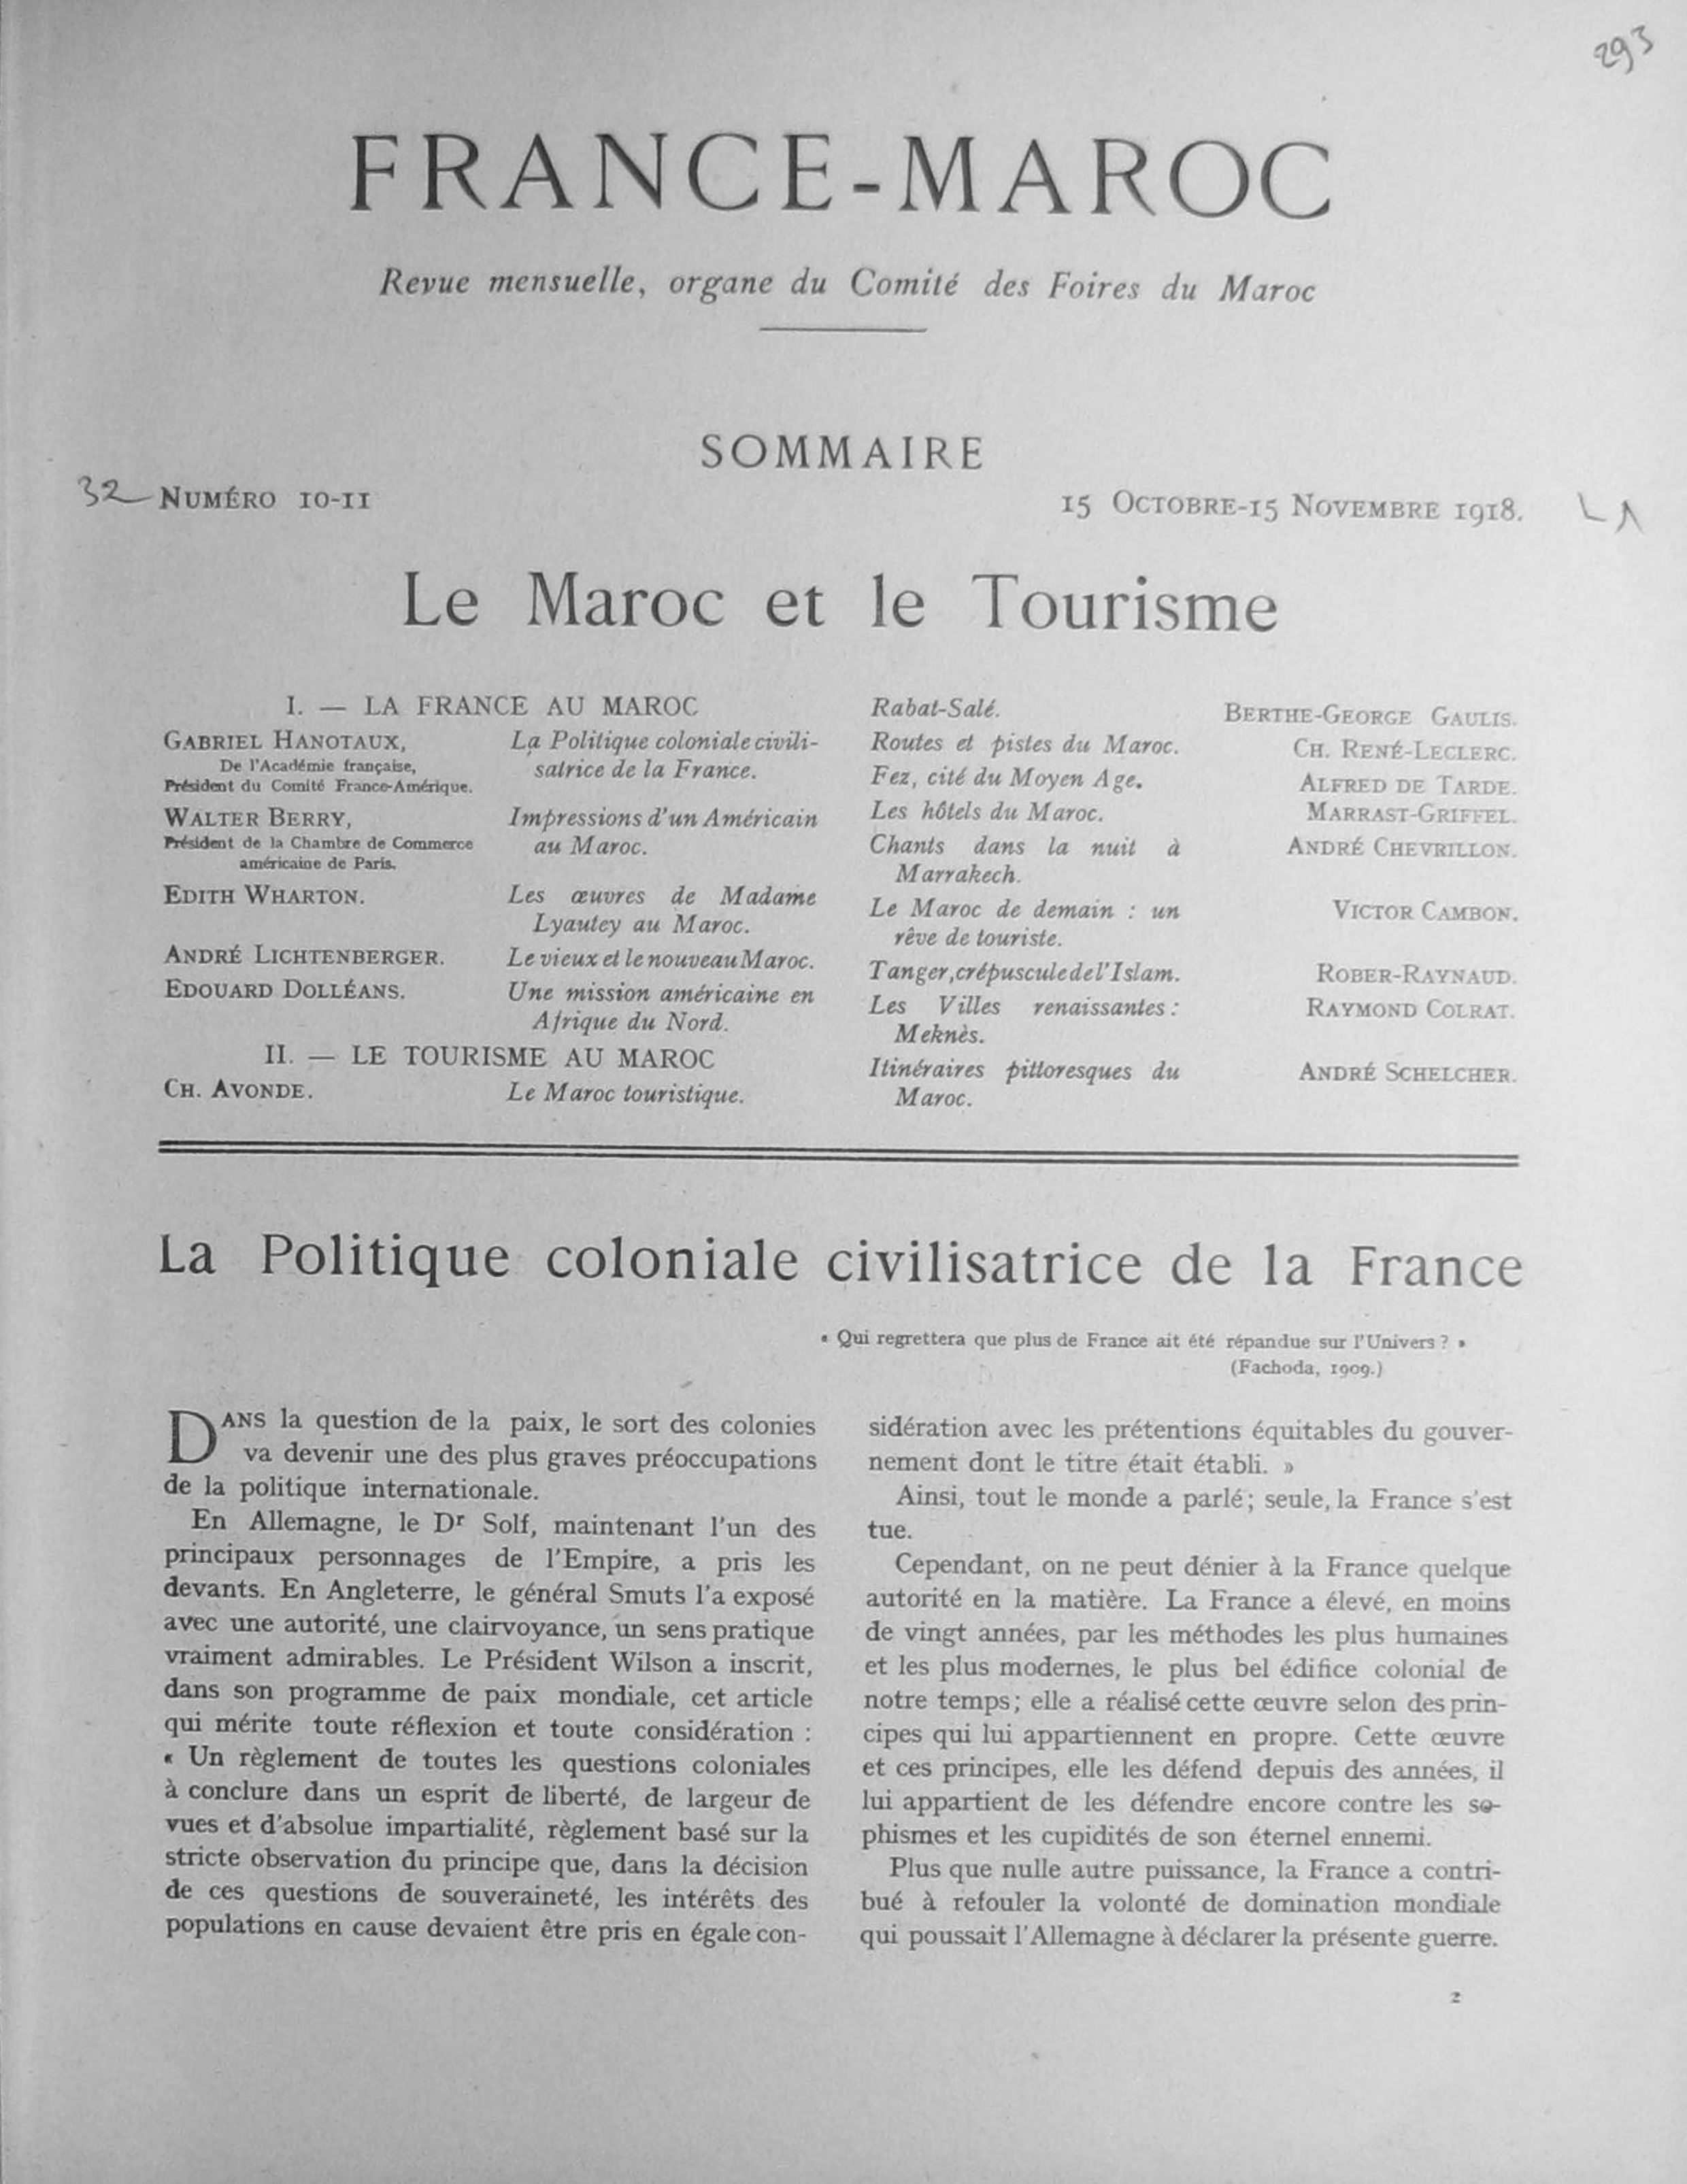 293
FRANCE-MAROC
Revue mensuelle, organe du Comité des Foires du Maroc
SOMMAIRE
32 NUMÉRO 10-11
15 OCTOBRE-15 NOVEMBRE 1918.
Le Maroc et le Tourisme
I. — LA FRANCE AU MAROC
GABRIEL HANOTAUX, La Politique coloniale civili-
De l'Académie française, satrice de la France.
Président du Comité France-Amérique.
WALTER BERRY, Impressions d'un Américain
Président de la Chambre de Commerce au Maroc.
américaine de Paris.
EDITH WHARTON. Les œuvres de Madame
Lyautey au Maroc.
ANDRÉ LICHTENBERGER. Le vieux et le nouveau Maroc.
EDOUARD DOLLÉANS. Une mission américaine en
Afrique du Nord.
II. — LE TOURISME AU MAROC
CH. AVONDE. Le Maroc touristique.
Rabat-Salé. BERTHE-GEORGE GAULIS.
Routes et pistes du Maroc. CH. RENÉ-LECLERC.
Fez, cité du Moyen Age. ALFRED DE TARDE.
Les hôtels du Maroc. MARRAST-GRIFFEL.
Chants dans la nuit à ANDRÉ CHEVRILLON.
Marrakech.
Le Maroc de demain : un VICTOR CAMBON.
rêve de touriste.
Tanger, crépuscule de l'Islam. ROBER-RAYNAUD.
Les Villes renaissantes : RAYMOND COLRAT.
Meknès.
Itinéraires pittoresques du ANDRÉ SCHELCHER.
Maroc.
La Politique coloniale civilisatrice de la France
« Qui regrettera que plus de France ait été répandue sur l'Univers ? »
(Fachoda, 1909.)
DANS la question de la paix, le sort des colonies
va devenir une des plus graves préoccupations
de la politique internationale.
En Allemagne, le Dr Solf, maintenant l'un des
principaux personnages de l'Empire, a pris les
devants. En Angleterre, le général Smuts l'a exposé
avec une autorité, une clairvoyance, un sens pratique
vraiment admirables. Le Président Wilson a inscrit,
dans son programme de paix mondiale, cet article
qui mérite toute réflexion et toute considération :
« Un règlement de toutes les questions coloniales
à conclure dans un esprit de liberté, de largeur de
vues et d'absolue impartialité, règlement basé sur la
stricte observation du principe que, dans la décision
de ces questions de souveraineté, les intérêts des
populations en cause devaient être pris en égale con-
sidération avec les prétentions équitables du gouver-
nement dont le titre était établi. »
Ainsi, tout le monde a parlé; seule, la France s'est
tue.
Cependant, on ne peut dénier à la France quelque
autorité en la matière. La France a élevé, en moins
de vingt années, par les méthodes les plus humaines
et les plus modernes, le plus bel édifice colonial de
notre temps; elle a réalisé cette œuvre selon des prin-
cipes qui lui appartiennent en propre. Cette œuvre
et ces principes, elle les défend depuis des années, il
lui appartient de les défendre encore contre les so-
phismes et les cupidités de son éternel ennemi.
Plus que nulle autre puissance, la France a contri-
bué à refouler la volonté de domination mondiale
qui poussait l'Allemagne à déclarer la présente guerre.
2